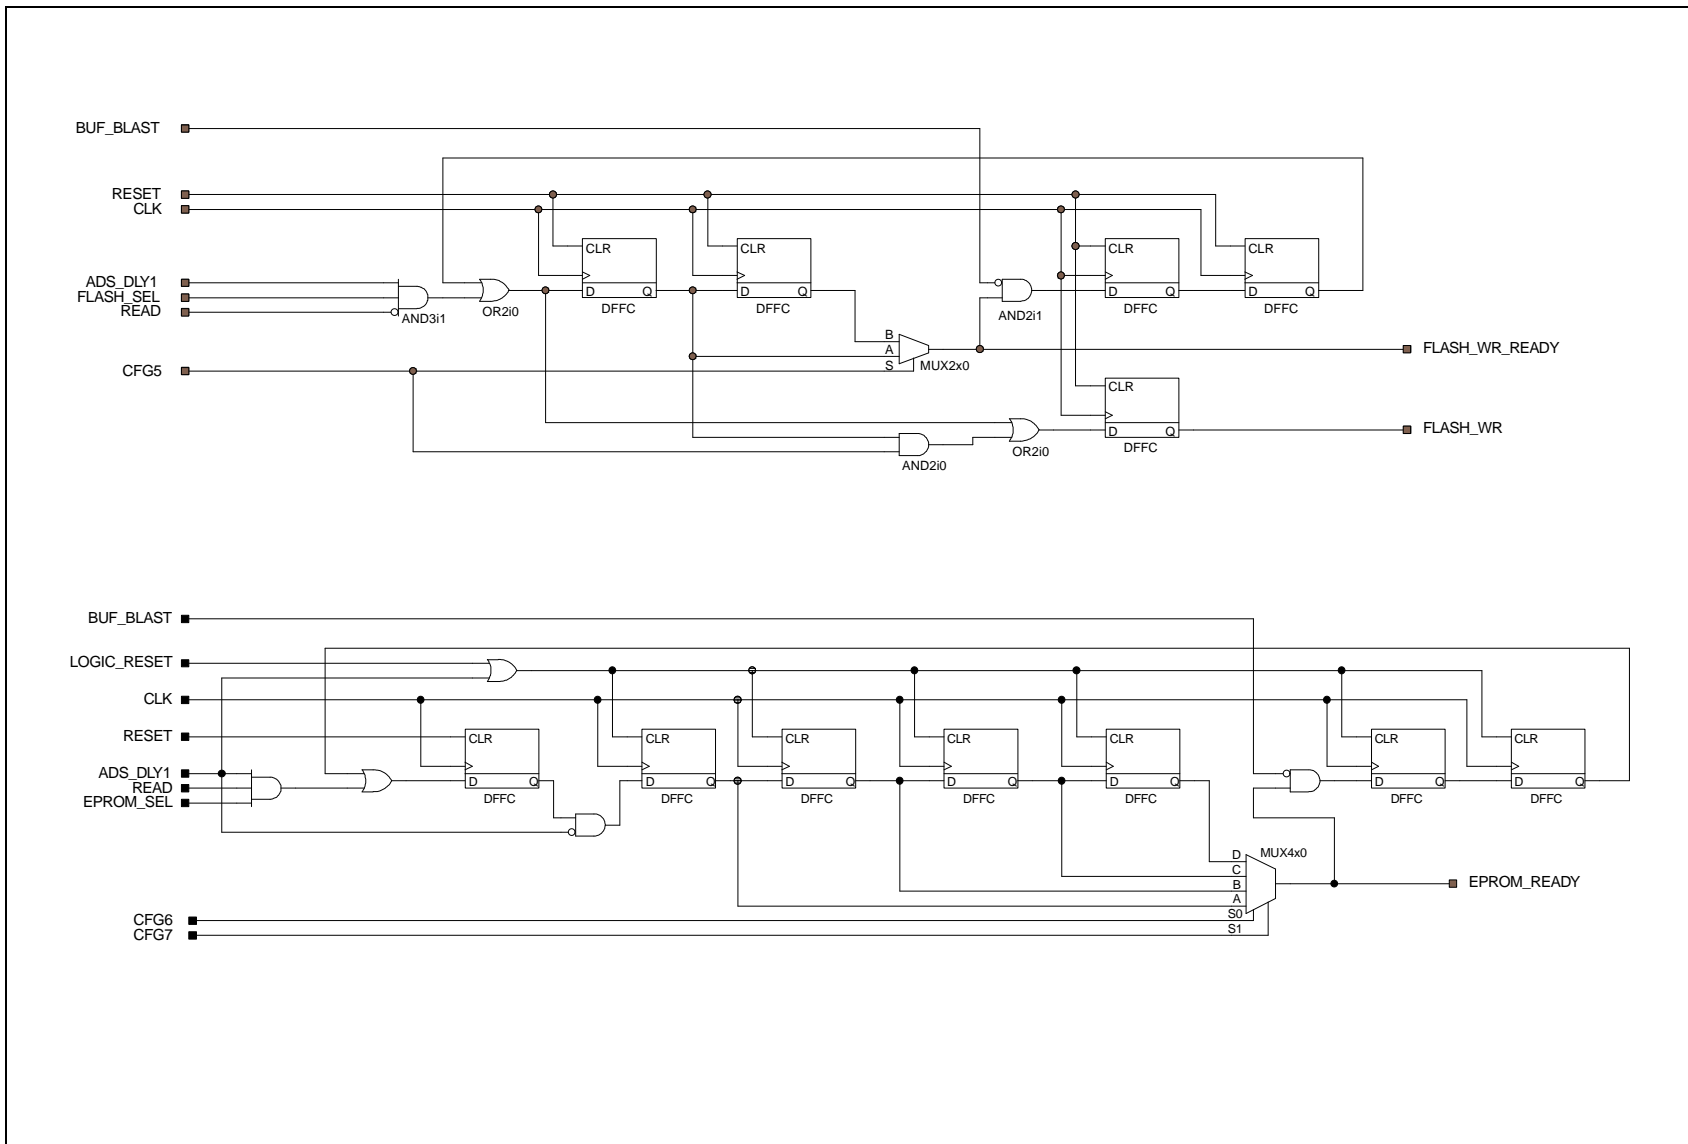 BUF_BLAST
RESET
CLK
CLR CLR CLR CLR
ADS_DLY1
FLASH_SEL
READ
D Q D Q D Q D Q
AND3i1 OR2i0 DFFC DFFC AND2i1 DFFC DFFC
B
A
S
MUX2x0
FLASH_WR_READY
CFG5
CLR
D Q
FLASH_WR
AND2i0 OR2i0 DFFC
BUF_BLAST
LOGIC_RESET
CLK
RESET
CLR CLR CLR CLR CLR CLR CLR
ADS_DLY1
READ
EPROM_SEL
D Q D Q D Q D Q D Q D Q D Q
DFFC DFFC DFFC DFFC DFFC DFFC DFFC
MUX4x0
D
C
B
A
S0
S1
EPROM_READY
CFG6
CFG7